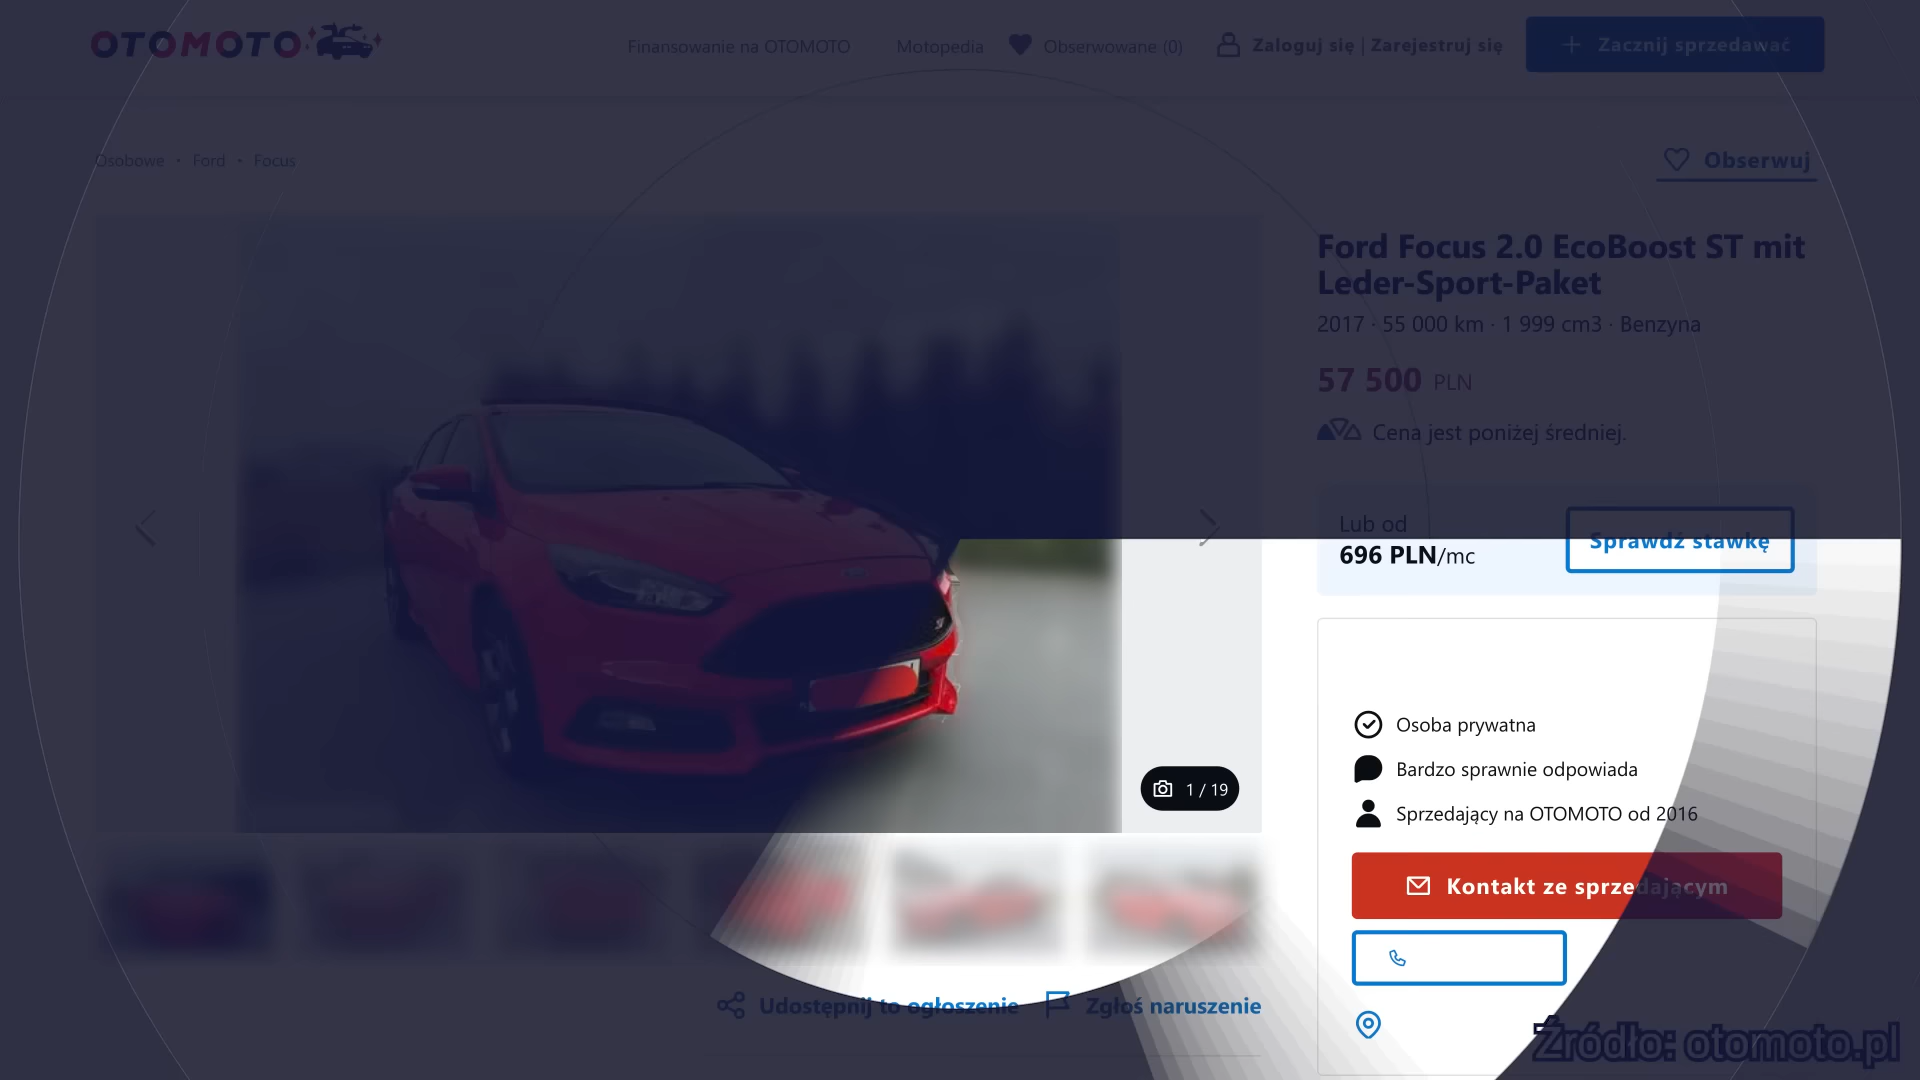 OTOMOTO
Finansowanie na OTOMOTO
Motopedia
Obserwowane (0)
Zaloguj się | Zarejestruj się
+ Zacznij sprzedawać
Osobowe • Ford • Focus
Obserwuj
Ford Focus 2.0 EcoBoost ST mit
Leder-Sport-Paket
2017 · 55 000 km · 1 999 cm3 · Benzyna
57 500 PLN
Cena jest poniżej średniej.
Lub od
696 PLN/mc
Sprawdź stawkę
Osoba prywatna
Bardzo sprawnie odpowiada
Sprzedający na OTOMOTO od 2016
Kontakt ze sprzedającym
1 / 19
Udostępnij to ogłoszenie
Zgłoś naruszenie
Źródło: otomoto.pl